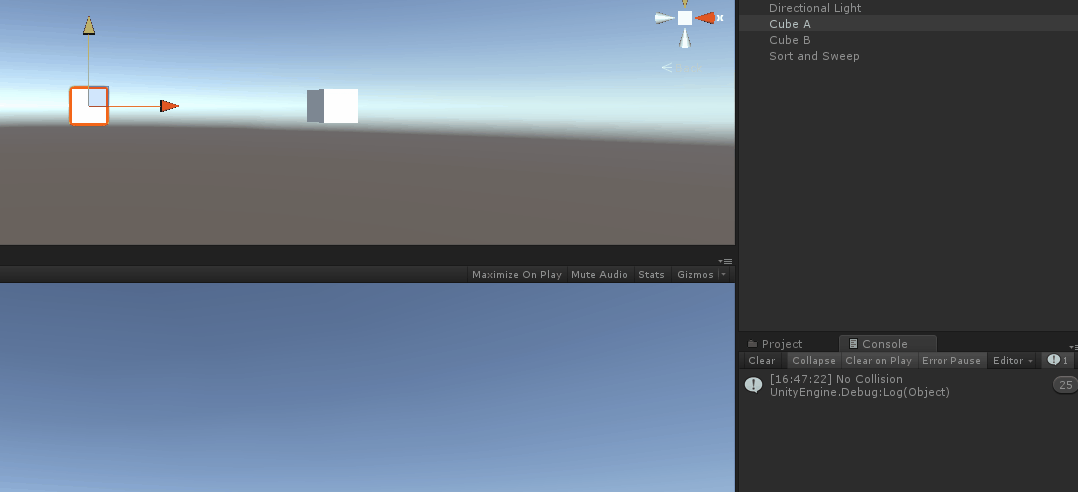 x
Directional Light
Cube A
Cube B
Sort and Sweep
Maximize On Play Mute Audio Stats Gizmos
Project Console
Clear Collapse Clear on Play Error Pause Editor 1
[16:47:22] No Collision
UnityEngine.Debug:Log(Object)
25